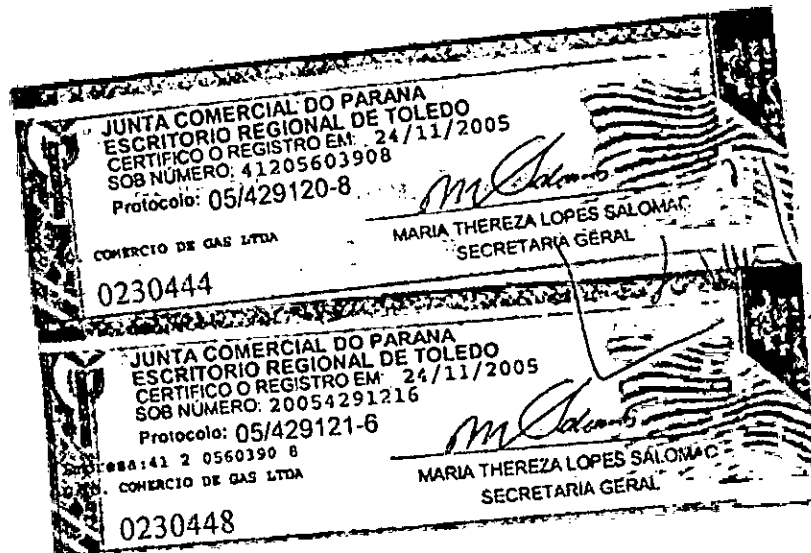 JUNTA COMERCIAL DO PARANA
ESCRITORIO REGIONAL DE TOLEDO
CERTIFICO O REGISTRO EM: 24/11/2005
SOB NÚMERO: 41205603908
Protocolo: 05/429120-8
COMERCIO DE GAS LTDA
MARIA THEREZA LOPES SALOMAO
SECRETARIA GERAL
0230444
JUNTA COMERCIAL DO PARANA
ESCRITORIO REGIONAL DE TOLEDO
CERTIFICO O REGISTRO EM: 24/11/2005
SOB NÚMERO: 20054291216
Protocolo: 05/429121-6
:41 2 0560390 8
COMERCIO DE GAS LTDA
MARIA THEREZA LOPES SALOMAO
SECRETARIA GERAL
0230448